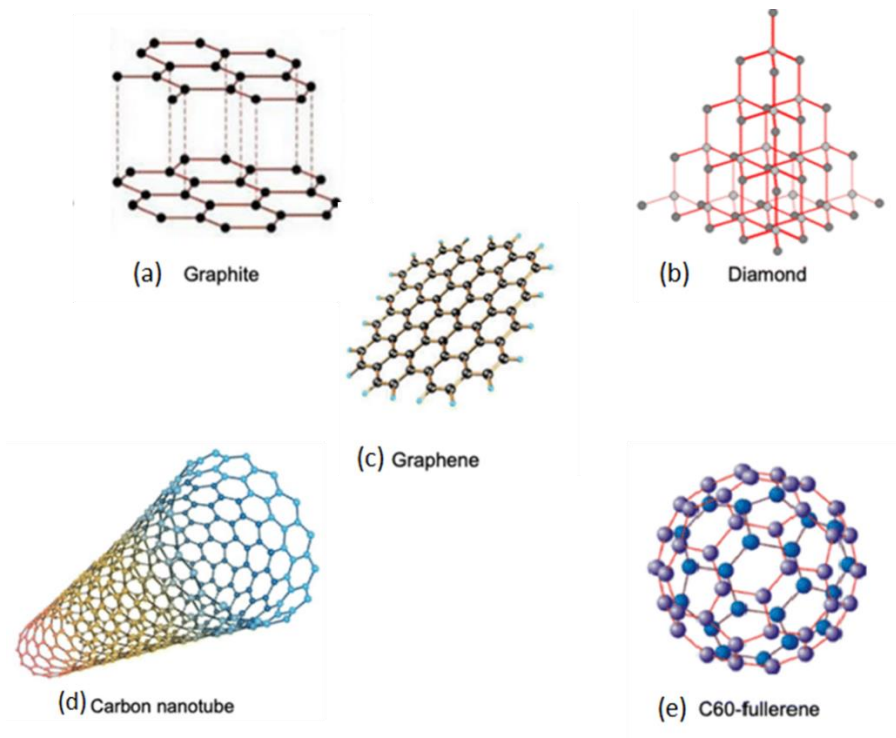 (a) Graphite
(b) Diamond
(c) Graphene
(d) Carbon nanotube
(e) C60-fullerene